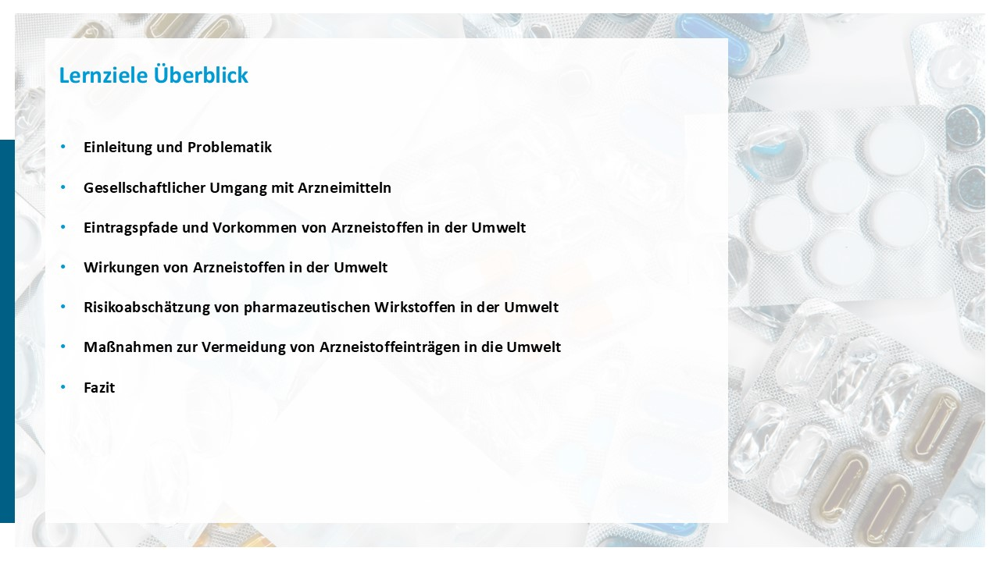 Lernziele Überblick
• Einleitung und Problematik
• Gesellschaftlicher Umgang mit Arzneimitteln
• Eintragspfade und Vorkommen von Arzneistoffen in der Umwelt
• Wirkungen von Arzneistoffen in der Umwelt
• Risikoabschätzung von pharmazeutischen Wirkstoffen in der Umwelt
• Maßnahmen zur Vermeidung von Arzneistoffeinträgen in die Umwelt
• Fazit